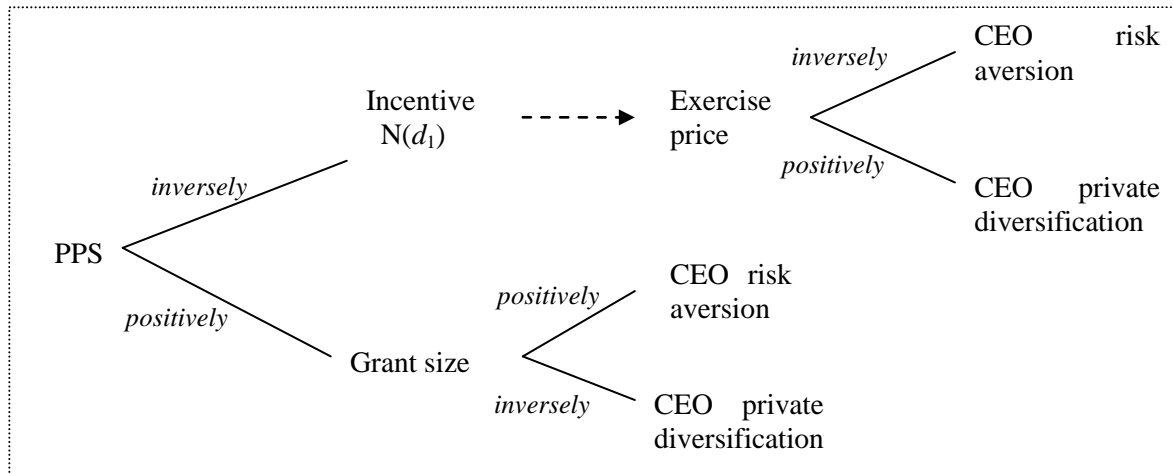 CEO risk
aversion
inversely
Incentive
N(d₁)
Exercise
price
positively
CEO private
diversification
inversely
PPS
positively
CEO risk
aversion
positively
Grant size
inversely
CEO private
diversification